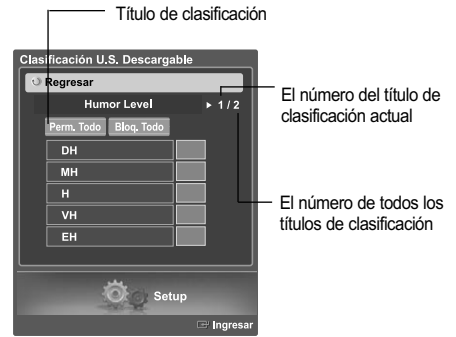 Título de clasificación
Clasificación U.S. Descargable
Regresar
Humor Level ► 1 / 2
Perm. Todo Bloq. Todo
DH
MH
H
VH
EH
Setup
Ingresar
El número del título de
clasificación actual
El número de todos los
títulos de clasificación